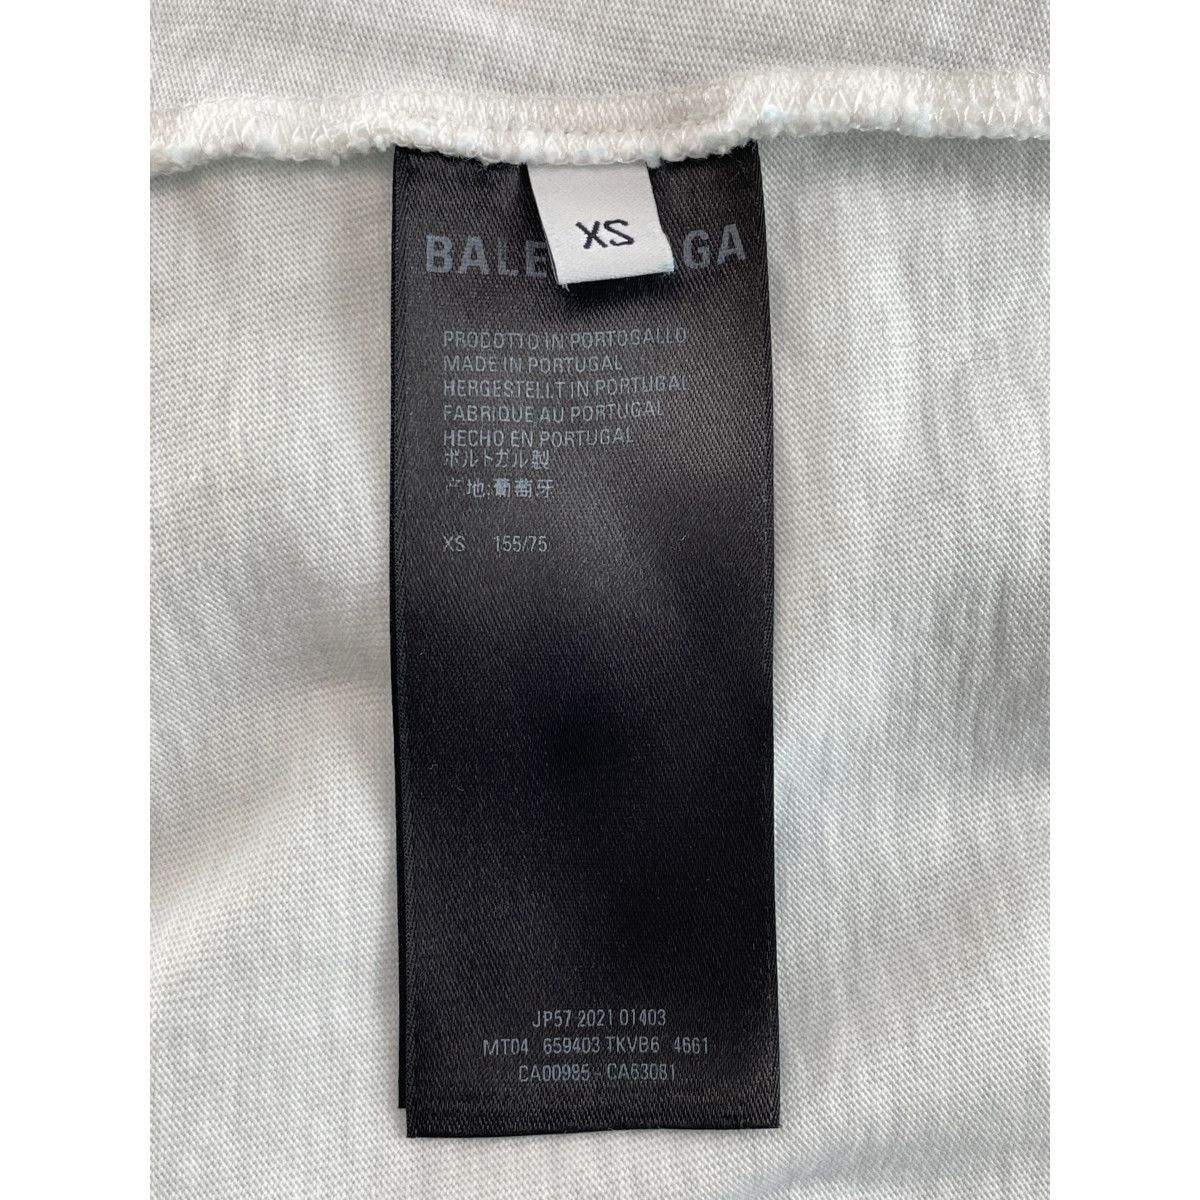 XS
BALE GA
PRODOTTO IN PORTOGALLO
MADE IN PORTUGAL
HERGESTELLT IN PORTUGAL
FABRIQUE AU PORTUGAL
HECHO EN PORTUGAL
ポルトガル製
产地:葡萄牙
XS 155/75
JP57 2021 01403
MT04 659403 TKVB6 4661
CA00985 - CA63081